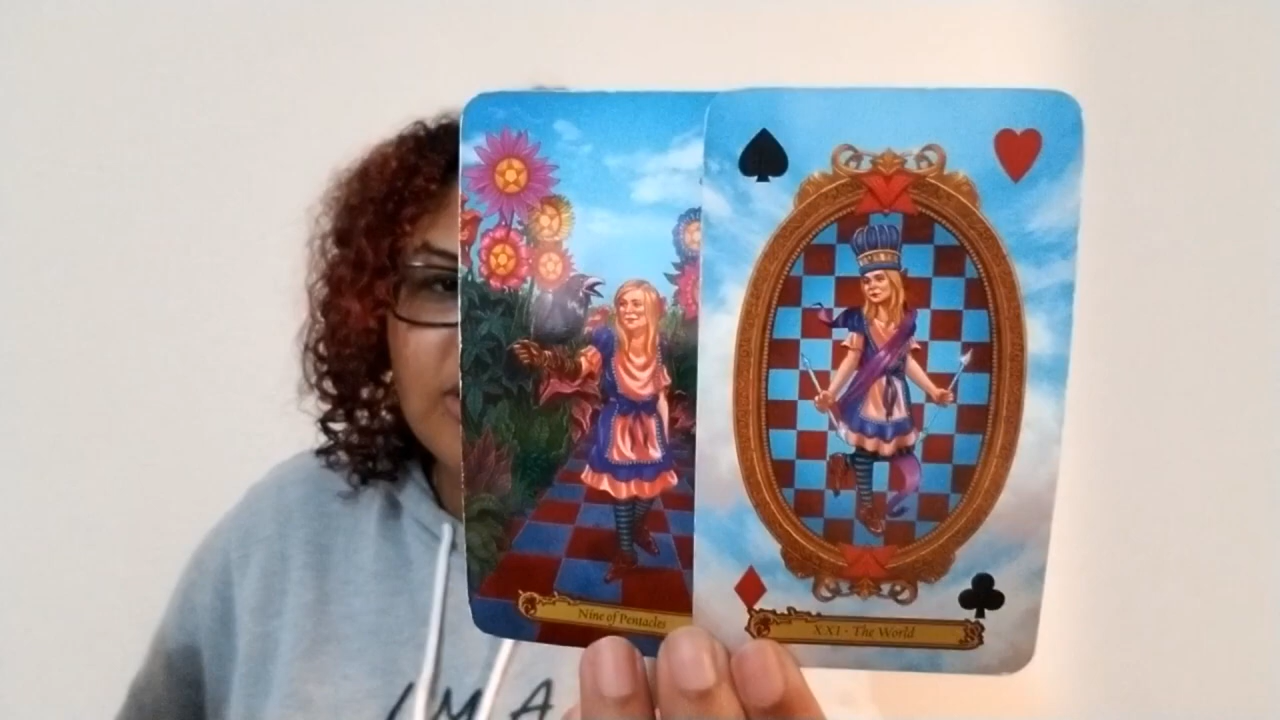 Nine of Pentacles
XXI · The World
I'M A